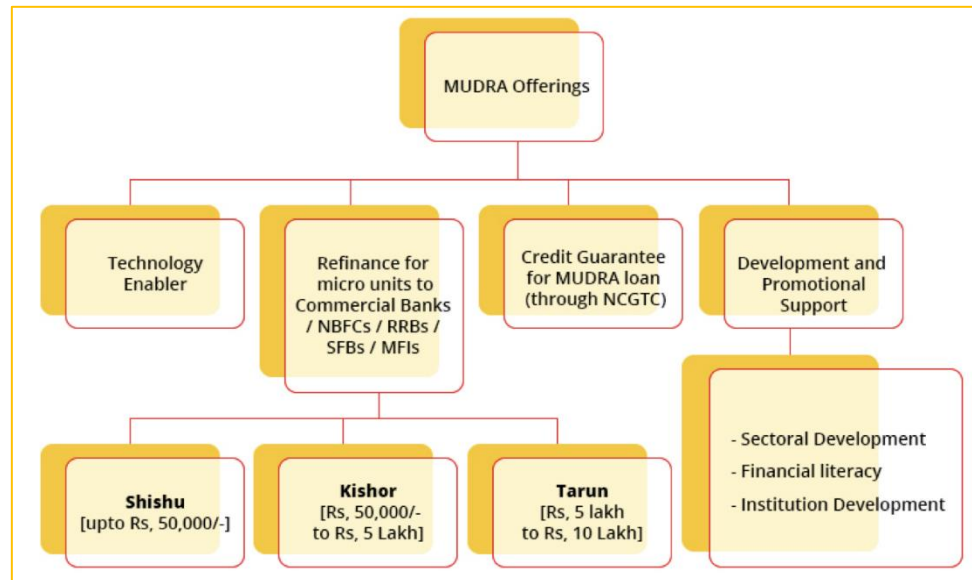 MUDRA Offerings
Technology
Enabler
Refinance for
micro units to
Commercial Banks
/ NBFCs / RRBs /
SFBs / MFIs
Credit Guarantee
for MUDRA loan
(through NCGTC)
Development and
Promotional
Support
Shishu
[upto Rs, 50,000/-]
Kishor
[Rs, 50,000/-
to Rs, 5 Lakh]
Tarun
[Rs, 5 lakh
to Rs, 10 Lakh]
- Sectoral Development
- Financial literacy
- Institution Development